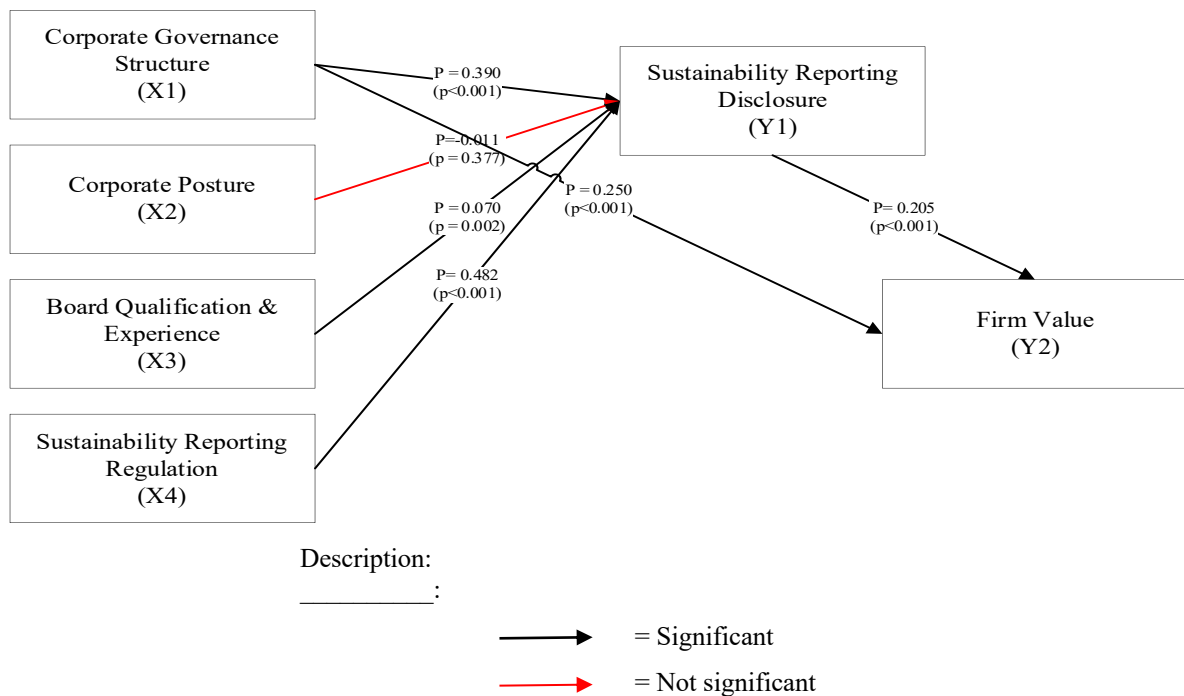 Corporate Governance
Structure
(X1)
P = 0.390
(p<0.001)
Sustainability Reporting
Disclosure
(Y1)
P=-0.011
(p = 0.377)
Corporate Posture
(X2)
P = 0.250
(p<0.001)
P = 0.070
(p = 0.002)
P= 0.205
(p<0.001)
P= 0.482
(p<0.001)
Board Qualification &
Experience
(X3)
Firm Value
(Y2)
Sustainability Reporting
Regulation
(X4)
Description:
__________:
= Significant
= Not significant